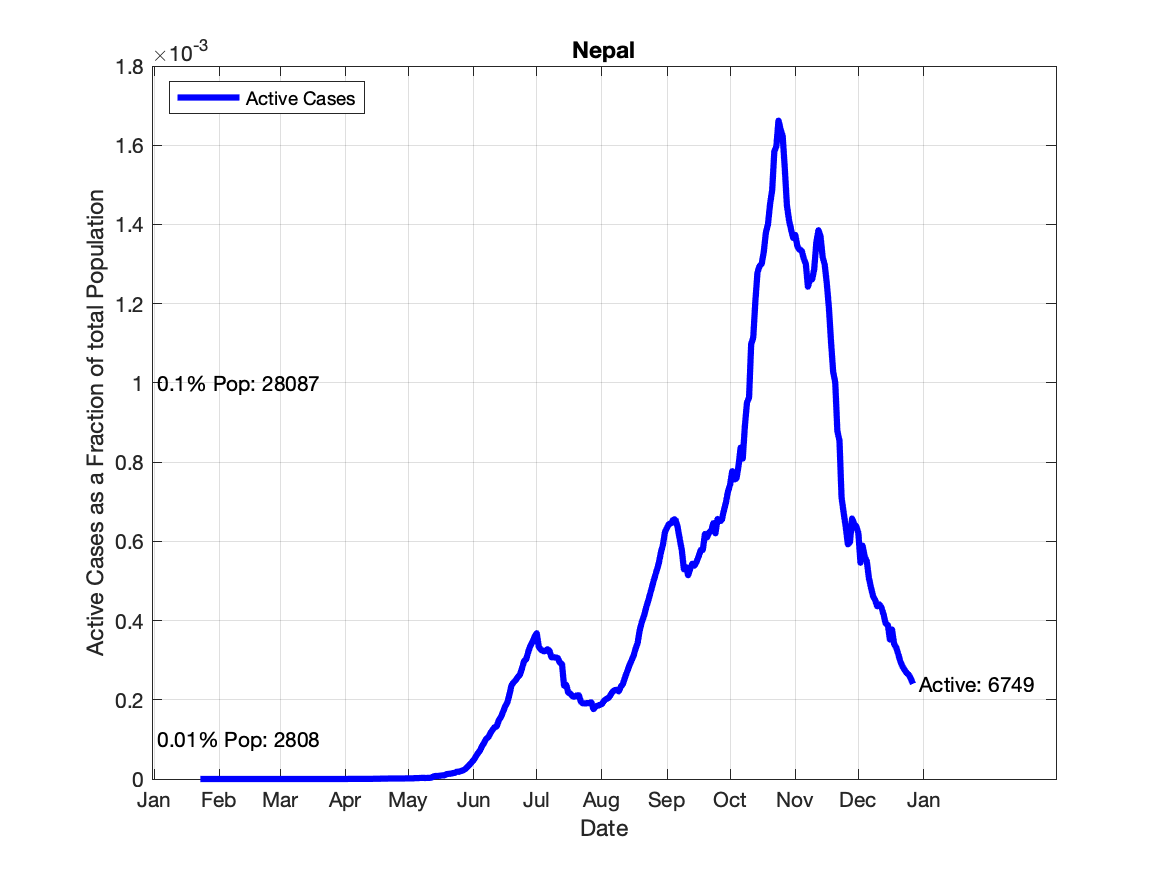 Nepal
×10-3
1.8
1.6
1.4
1.2
1
0.8
0.6
0.4
0.2
0
Active Cases as a Fraction of total Population
Active Cases
0.1% Pop: 28087
0.01% Pop: 2808
Active: 6749
Jan Feb Mar Apr May Jun Jul Aug Sep Oct Nov Dec Jan
Date